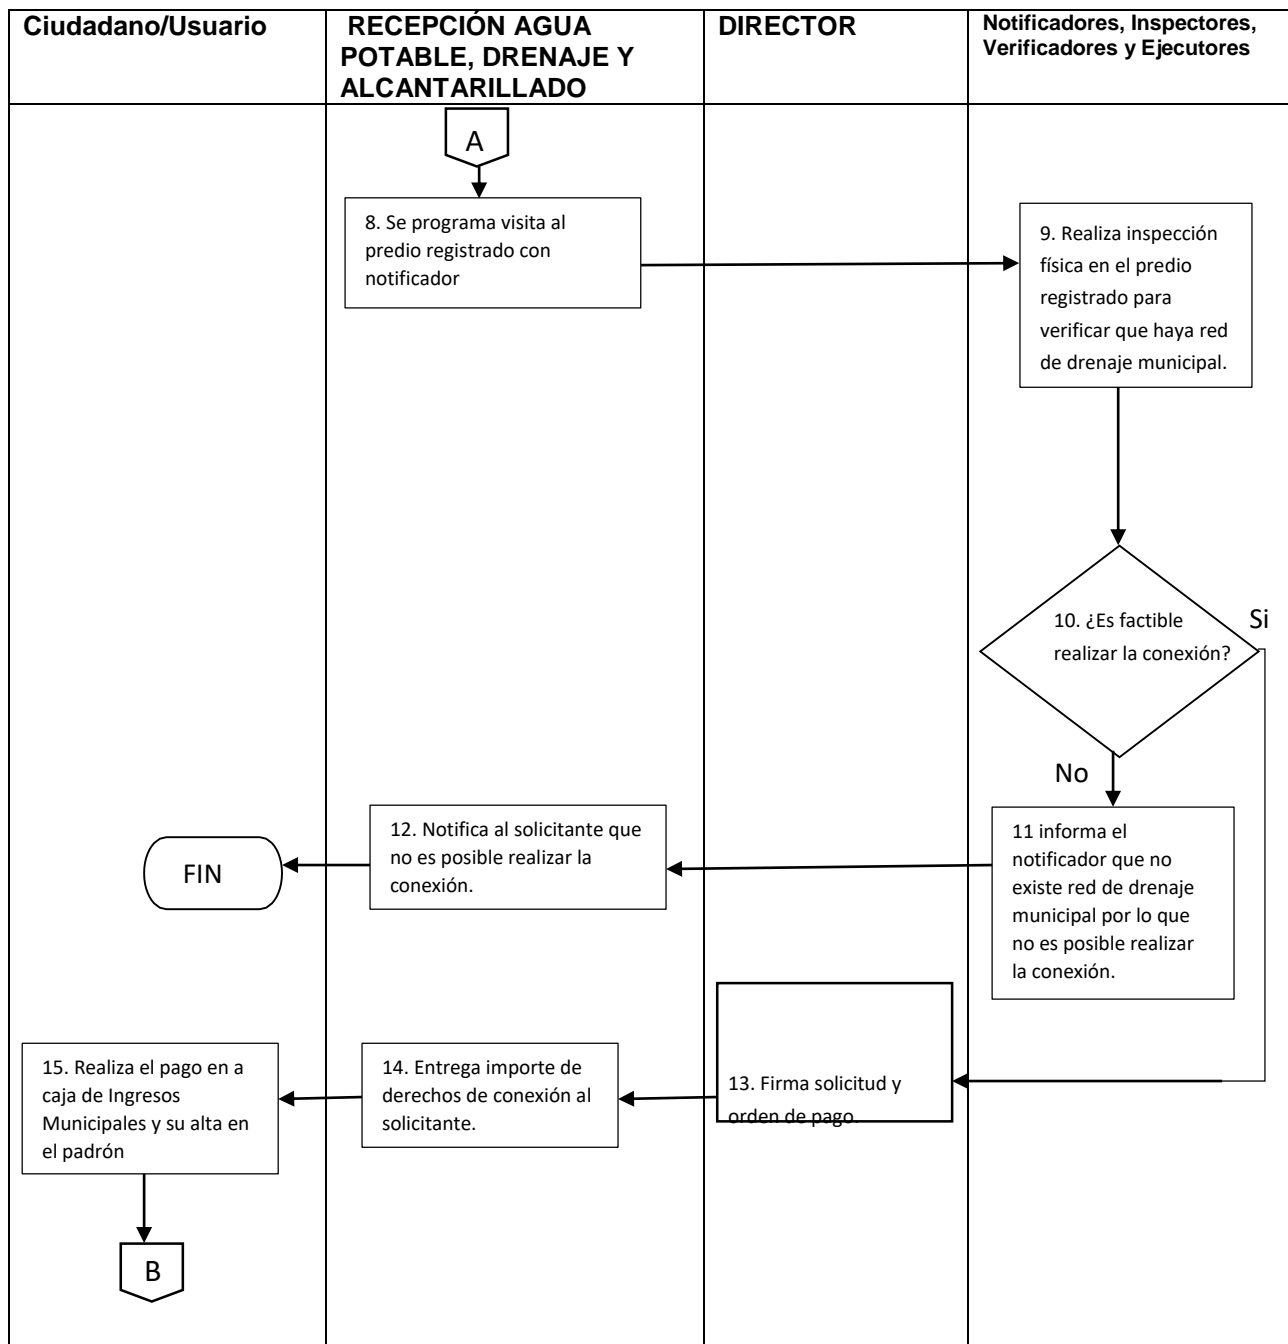 Ciudadano/Usuario
RECEPCIÓN AGUA
POTABLE, DRENAJE Y
ALCANTARILLADO
DIRECTOR
Notificadores, Inspectores,
Verificadores y Ejecutores
A
8. Se programa visita al
predio registrado con
notificador
9. Realiza inspección
física en el predio
registrado para
verificar que haya red
de drenaje municipal.
10. ¿Es factible
realizar la conexión?
Si
No
11 informa el
notificador que no
existe red de drenaje
municipal por lo que
no es posible realizar
la conexión.
12. Notifica al solicitante que
no es posible realizar la
conexión.
FIN
13. Firma solicitud y
orden de pago.
14. Entrega importe de
derechos de conexión al
solicitante.
15. Realiza el pago en a
caja de Ingresos
Municipales y su alta en
el padrón
B